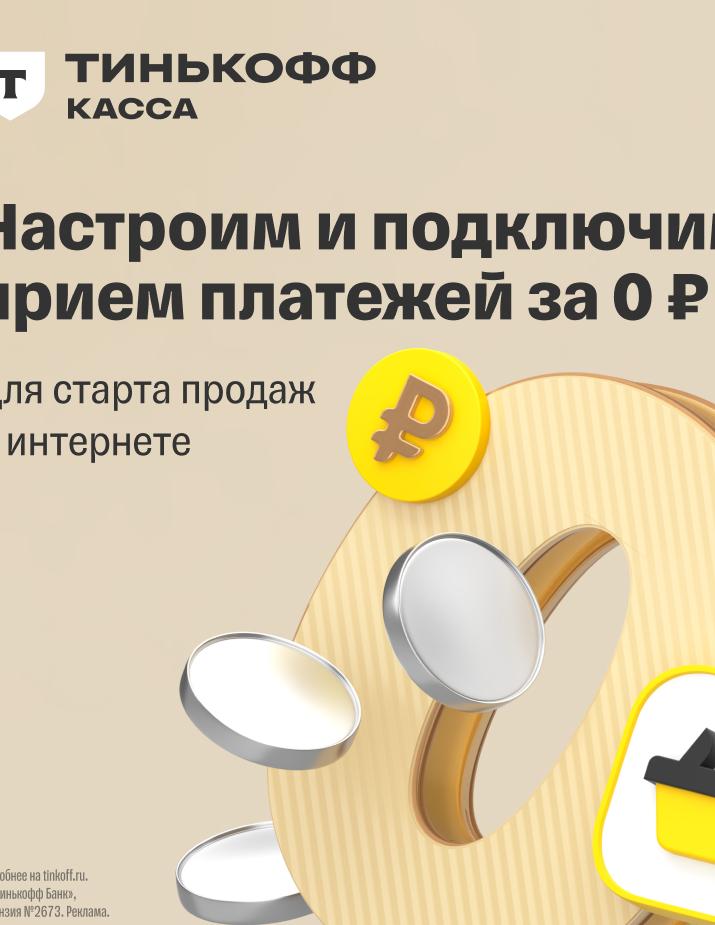 Т ТИНЬКОФФ
КАССА
Настроим и подключим
прием платежей за 0 ₽
для старта продаж
интернете
₽
обнее на tinkoff.ru.
инькофф Банк»,
нзия №2673. Реклама.